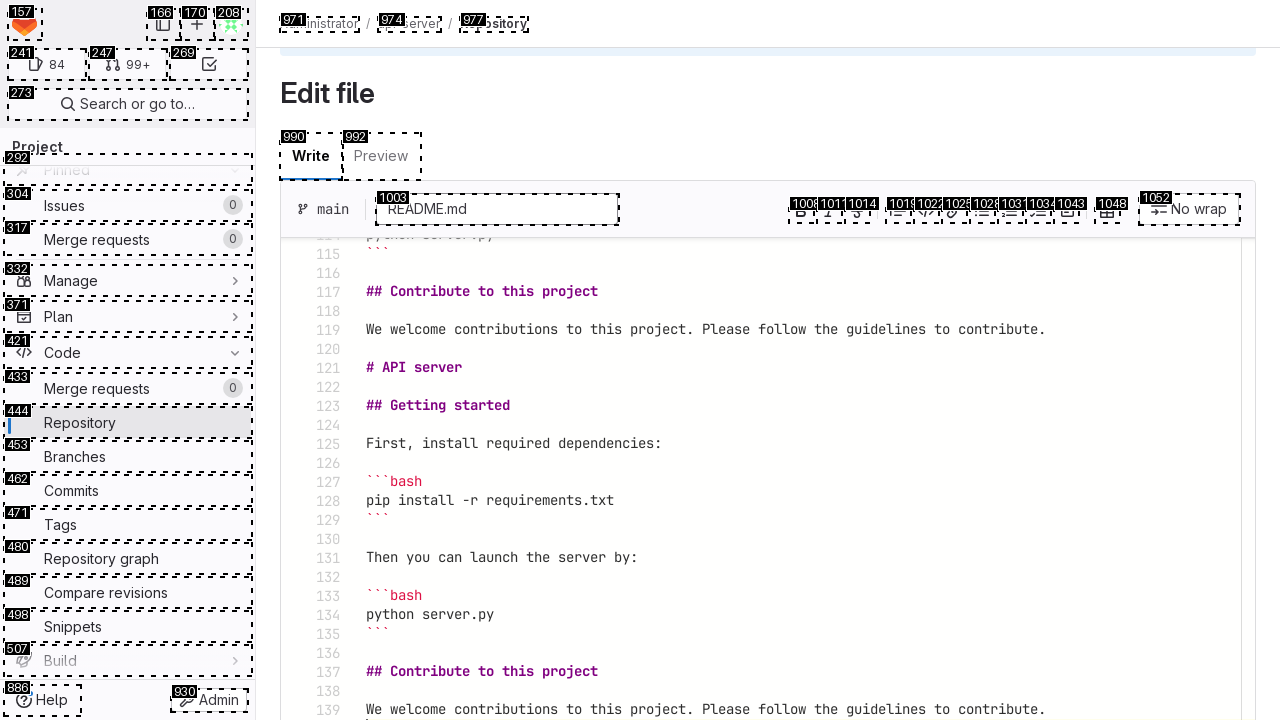 157
166
170
208
971
974
977
Administrator / api-server / Repository
241
247
269
84
99+
273
Search or go to…
Edit file
Project
990
992
Write
Preview
292
Pinned
304
Issues
0
317
Merge requests
0
332
Manage
371
Plan
421
Code
433
Merge requests
0
444
Repository
453
Branches
462
Commits
471
Tags
480
Repository graph
489
Compare revisions
498
Snippets
507
Build
886
Help
930
Admin
main
1003
README.md
1008
1011
1014
1019
1022
1025
1028
1031
1034
1043
1048
1052
No wrap
114 python server.py
115 ```
116
117 ## Contribute to this project
118
119 We welcome contributions to this project. Please follow the guidelines to contribute.
120
121 # API server
122
123 ## Getting started
124
125 First, install required dependencies:
126
127 ```bash
128 pip install -r requirements.txt
129 ```
130
131 Then you can launch the server by:
132
133 ```bash
134 python server.py
135 ```
136
137 ## Contribute to this project
138
139 We welcome contributions to this project. Please follow the guidelines to contribute.